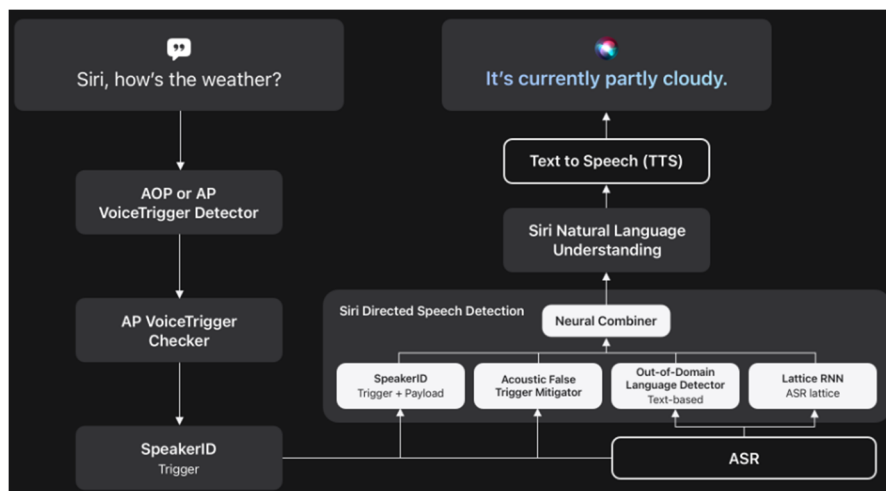 Siri, how's the weather?
AOP or AP
VoiceTrigger Detector
AP VoiceTrigger
Checker
SpeakerID
Trigger
It's currently partly cloudy.
Text to Speech (TTS)
Siri Natural Language
Understanding
Siri Directed Speech Detection
Neural Combiner
SpeakerID
Trigger + Payload
Acoustic False
Trigger Mitigator
Out-of-Domain
Language Detector
Text-based
Lattice RNN
ASR lattice
ASR